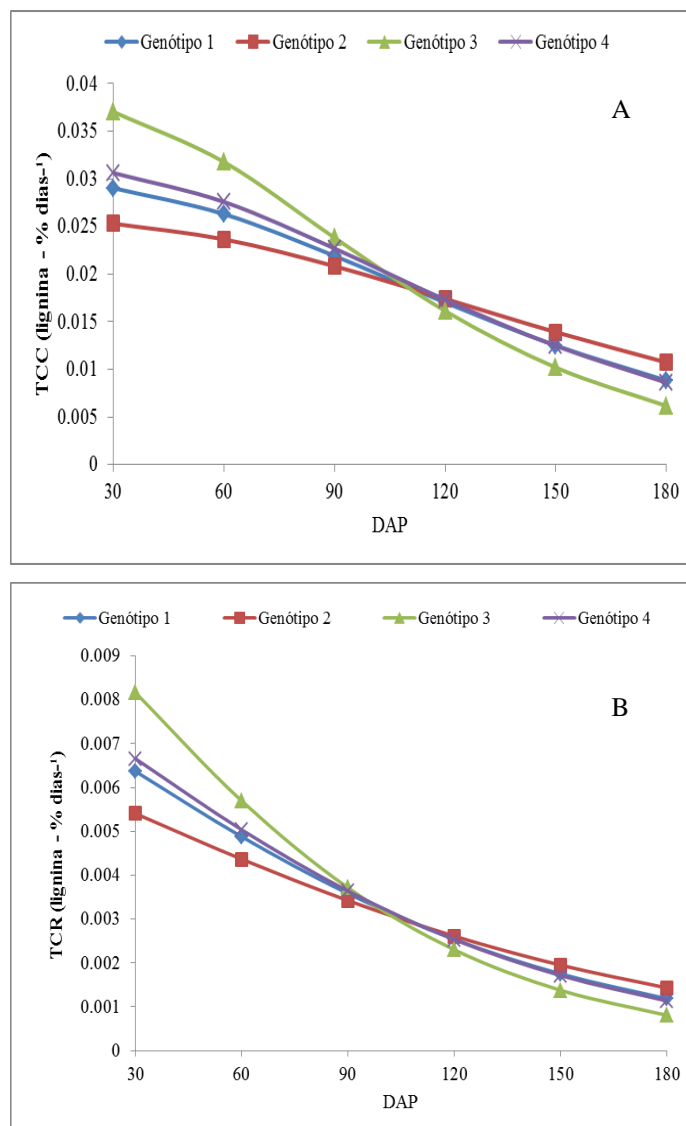 Genótipo 1 Genótipo 2 Genótipo 3 Genótipo 4
A
TCC (lignina - % dias-¹)
0.04
0.035
0.03
0.025
0.02
0.015
0.01
0.005
0
30 60 90 120 150 180
DAP
Genótipo 1 Genótipo 2 Genótipo 3 Genótipo 4
B
TCR (lignina - % dias-¹)
0.009
0.008
0.007
0.006
0.005
0.004
0.003
0.002
0.001
0
30 60 90 120 150 180
DAP